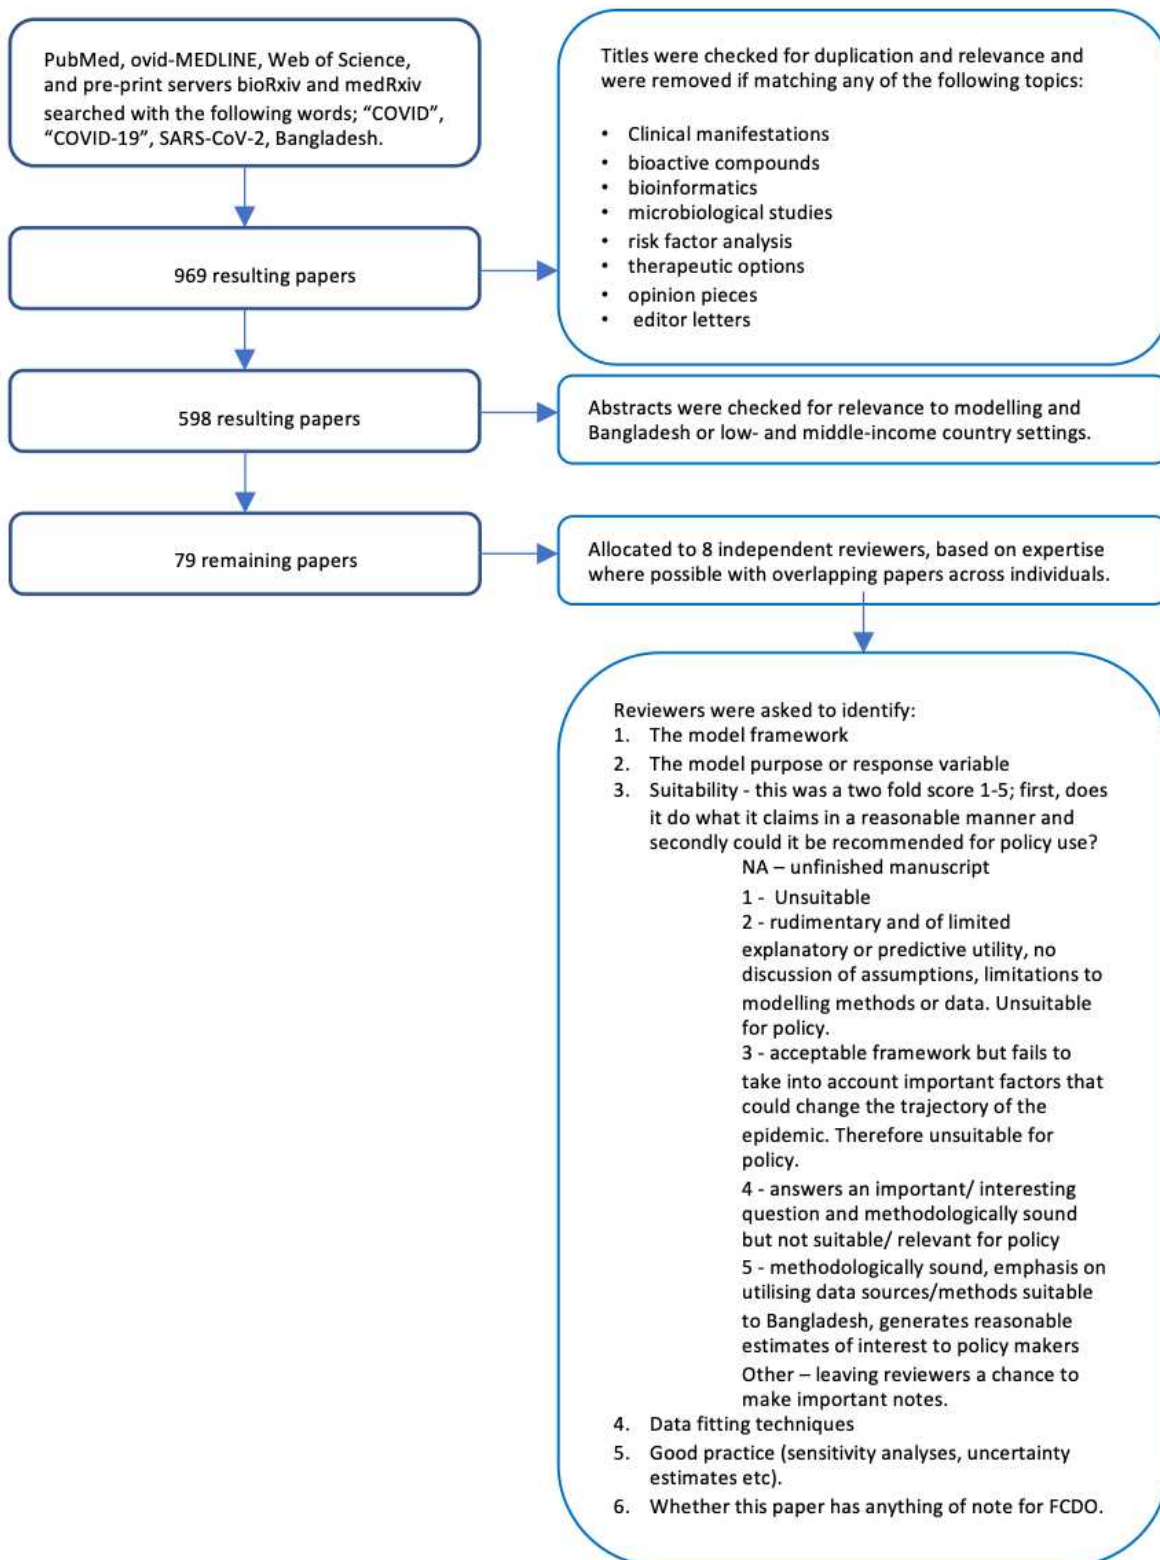 PubMed, ovid-MEDLINE, Web of Science,
and pre-print servers bioRxiv and medRxiv
searched with the following words; “COVID”,
“COVID-19”, SARS-CoV-2, Bangladesh.
Titles were checked for duplication and relevance and
were removed if matching any of the following topics:
• Clinical manifestations
• bioactive compounds
• bioinformatics
• microbiological studies
• risk factor analysis
• therapeutic options
• opinion pieces
• editor letters
969 resulting papers
598 resulting papers
Abstracts were checked for relevance to modelling and
Bangladesh or low- and middle-income country settings.
79 remaining papers
Allocated to 8 independent reviewers, based on expertise
where possible with overlapping papers across individuals.
Reviewers were asked to identify:
1. The model framework
2. The model purpose or response variable
3. Suitability - this was a two fold score 1-5; first, does
it do what it claims in a reasonable manner and
secondly could it be recommended for policy use?
NA – unfinished manuscript
1 - Unsuitable
2 - rudimentary and of limited
explanatory or predictive utility, no
discussion of assumptions, limitations to
modelling methods or data. Unsuitable
for policy.
3 - acceptable framework but fails to
take into account important factors that
could change the trajectory of the
epidemic. Therefore unsuitable for
policy.
4 - answers an important/ interesting
question and methodologically sound
but not suitable/ relevant for policy
5 - methodologically sound, emphasis on
utilising data sources/methods suitable
to Bangladesh, generates reasonable
estimates of interest to policy makers
Other – leaving reviewers a chance to
make important notes.
4. Data fitting techniques
5. Good practice (sensitivity analyses, uncertainty
estimates etc).
6. Whether this paper has anything of note for FCDO.